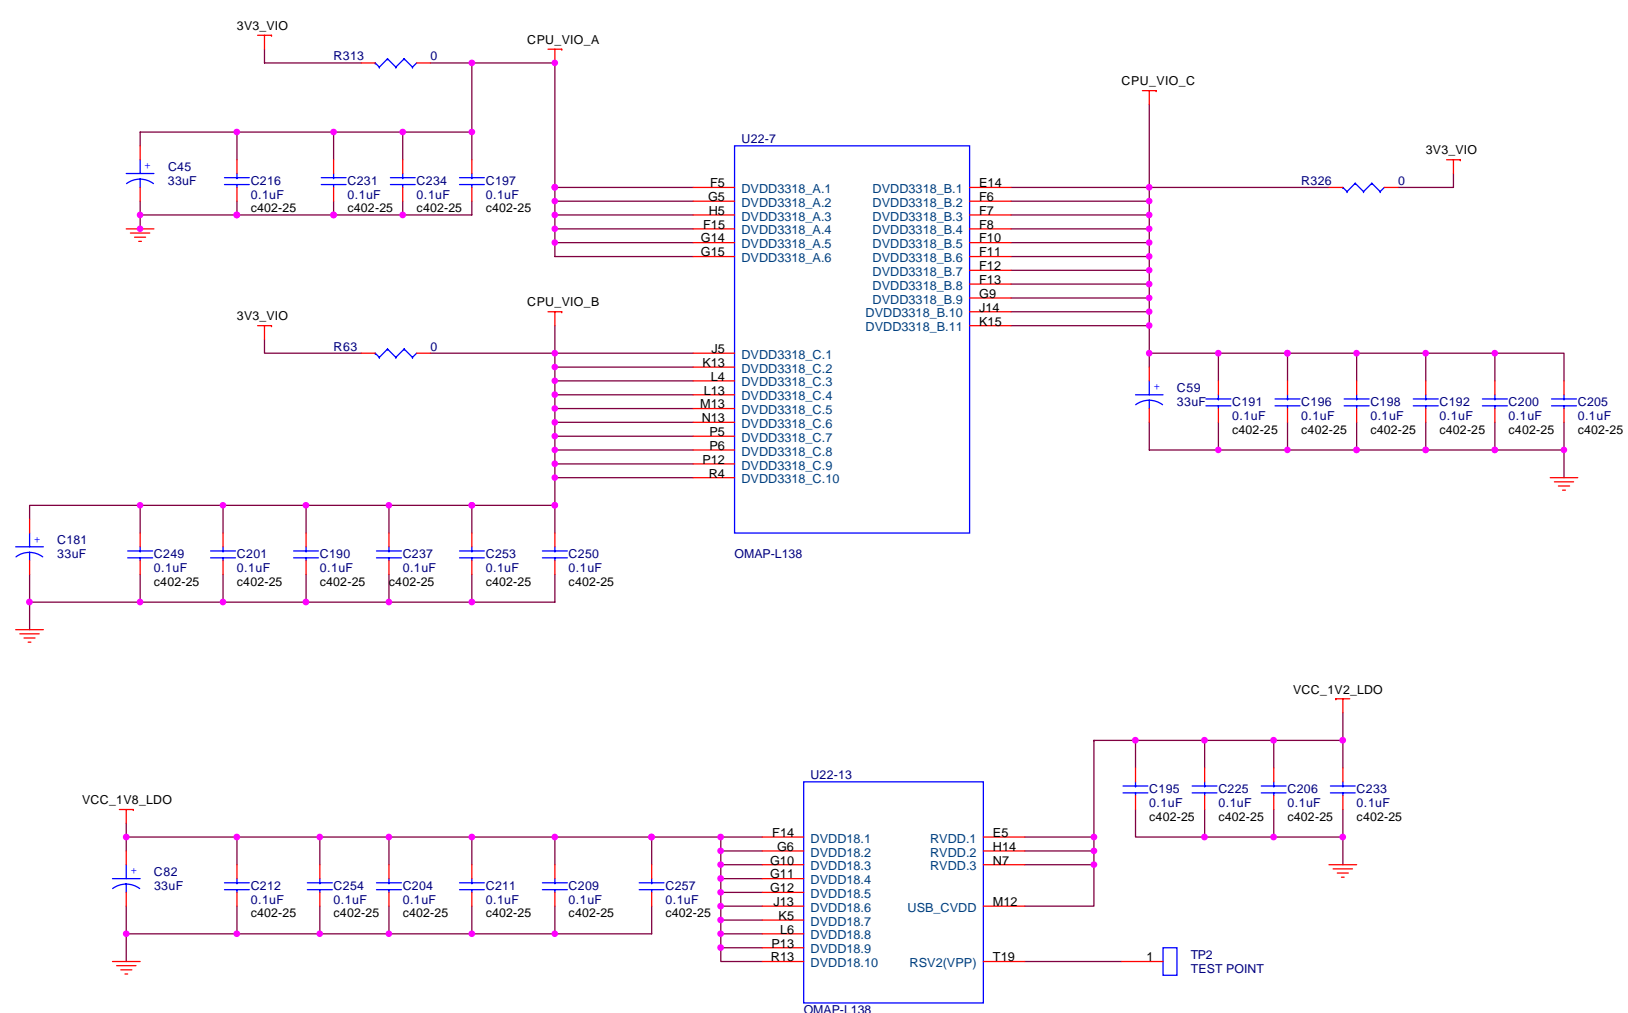 3V3_VIO
R313 0
CPU_VIO_A
C45
33uF
C216
0.1uF
c402-25
C231
0.1uF
c402-25
C234
0.1uF
c402-25
C197
0.1uF
c402-25
CPU_VIO_C
3V3_VIO
R326 0
U22-7
F5 DVDD3318_A.1
G5 DVDD3318_A.2
H5 DVDD3318_A.3
F15 DVDD3318_A.4
G14 DVDD3318_A.5
G15 DVDD3318_A.6
DVDD3318_B.1 E14
DVDD3318_B.2 F6
DVDD3318_B.3 F7
DVDD3318_B.4 F8
DVDD3318_B.5 F10
DVDD3318_B.6 F11
DVDD3318_B.7 F12
DVDD3318_B.8 F13
DVDD3318_B.9 G9
DVDD3318_B.10 J14
DVDD3318_B.11 K15
CPU_VIO_B
3V3_VIO
R63 0
J5 DVDD3318_C.1
K13 DVDD3318_C.2
L4 DVDD3318_C.3
L13 DVDD3318_C.4
M13 DVDD3318_C.5
N13 DVDD3318_C.6
P5 DVDD3318_C.7
P6 DVDD3318_C.8
P12 DVDD3318_C.9
R4 DVDD3318_C.10
OMAP-L138
C59
33uF
C191
0.1uF
c402-25
C196
0.1uF
c402-25
C198
0.1uF
c402-25
C192
0.1uF
c402-25
C200
0.1uF
c402-25
C205
0.1uF
c402-25
C181
33uF
C249
0.1uF
c402-25
C201
0.1uF
c402-25
C190
0.1uF
c402-25
C237
0.1uF
c402-25
C253
0.1uF
c402-25
C250
0.1uF
c402-25
VCC_1V2_LDO
C195
0.1uF
c402-25
C225
0.1uF
c402-25
C206
0.1uF
c402-25
C233
0.1uF
c402-25
VCC_1V8_LDO
C82
33uF
C212
0.1uF
c402-25
C254
0.1uF
c402-25
C204
0.1uF
c402-25
C211
0.1uF
c402-25
C209
0.1uF
c402-25
C257
0.1uF
c402-25
U22-13
F14 DVDD18.1
G6 DVDD18.2
G10 DVDD18.3
G11 DVDD18.4
G12 DVDD18.5
J13 DVDD18.6
K5 DVDD18.7
L6 DVDD18.8
P13 DVDD18.9
R13 DVDD18.10
RVDD.1 E5
RVDD.2 H14
RVDD.3 N7
USB_CVDD M12
RSV2(VPP) T19
1
TP2
TEST POINT
OMAP-L138